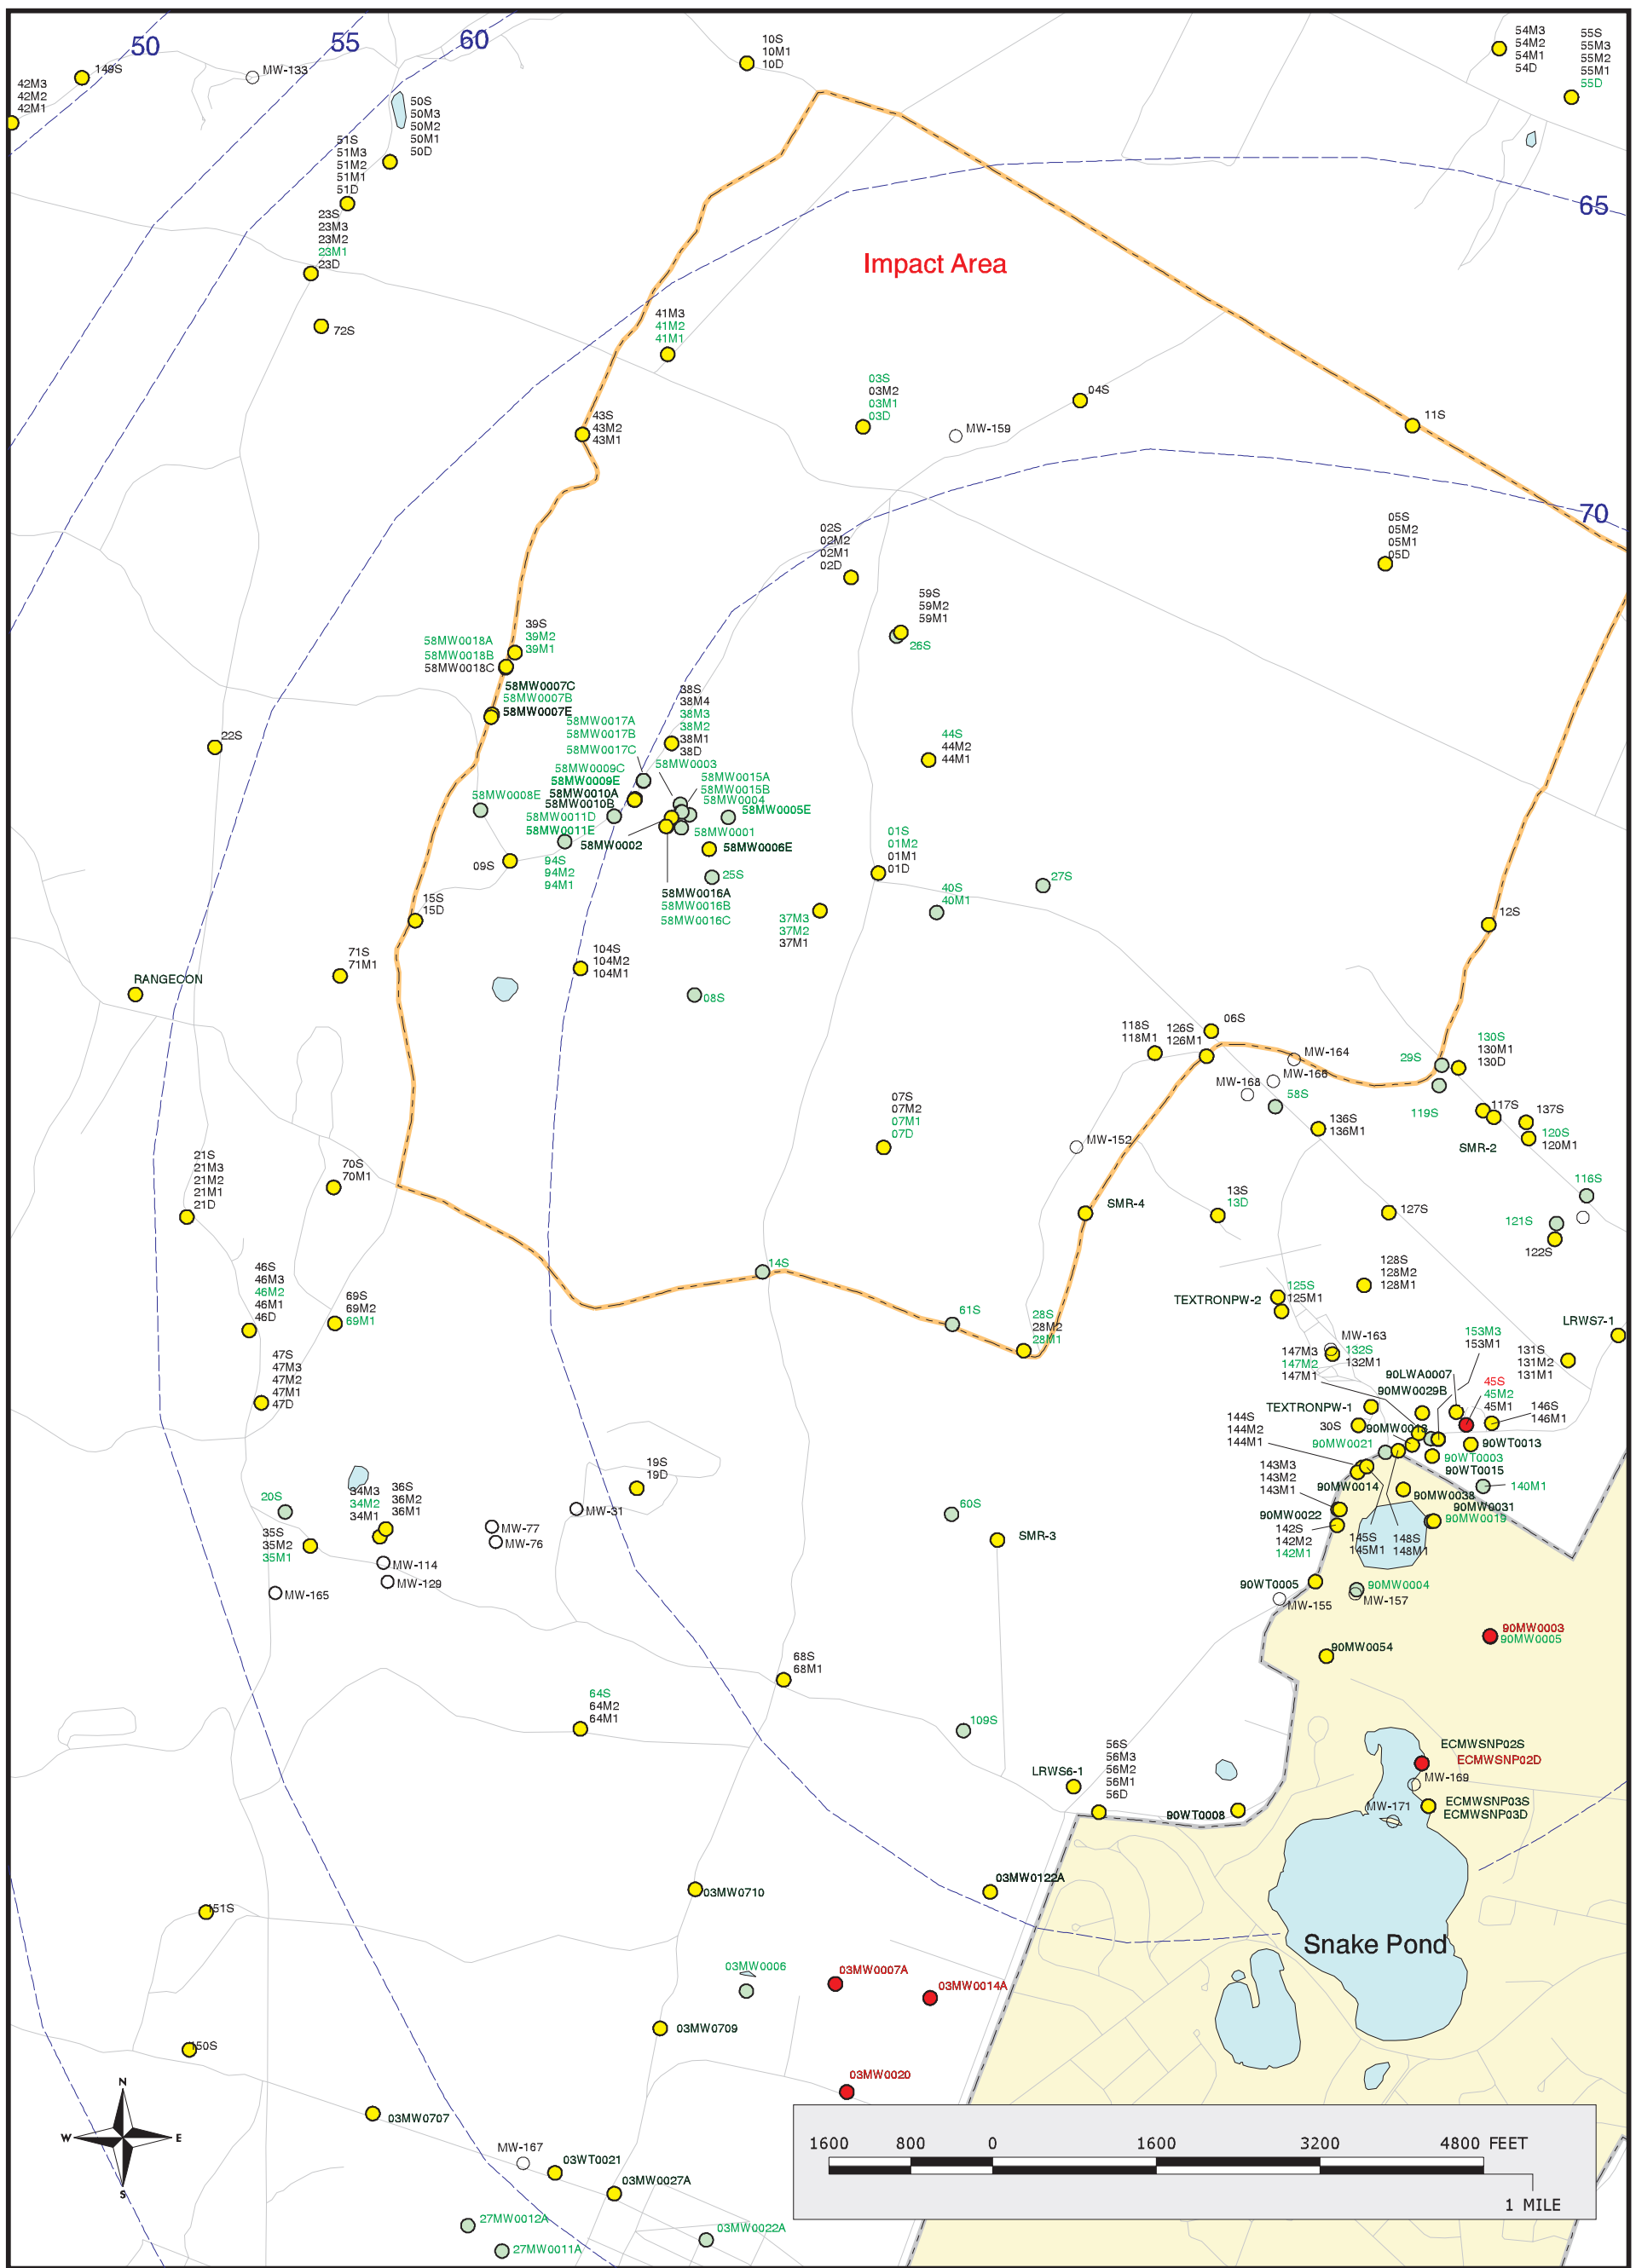 50
55
60
149S
MW-133
42M3
42M2
42M1
10S
10M1
10D
54M3
54M2
54M1
54D
55S
55M3
55M2
55M1
55D
50S
50M3
50M2
50M1
50D
51S
51M3
51M2
51M1
51D
65
23S
23M3
23M2
23M1
23D
Impact Area
72S
41M3
41M2
41M1
03S
03M2
03M1
03D
04S
MW-159
11S
43S
43M2
43M1
70
02S
02M2
02M1
02D
05S
05M2
05M1
05D
59S
59M2
59M1
26S
39S
39M2
39M1
58MW0018A
58MW0018B
58MW0018C
58MW0007C
58MW0007B
58MW0007E
22S
38S
38M4
38M3
38M2
38M1
38D
58MW0017A
58MW0017B
58MW0017C
58MW0003
44S
44M2
44M1
58MW0009C
58MW0009E
58MW0010A
58MW0010B
58MW0011D
58MW0011E
58MW0015A
58MW0015B
58MW0004
58MW0005E
58MW0008E
58MW0002
58MW0001
58MW0006E
01S
01M2
01M1
01D
09S
94S
94M2
94M1
25S
58MW0016A
58MW0016B
58MW0016C
27S
40S
40M1
15S
15D
37M3
37M2
37M1
12S
71S
71M1
104S
104M2
104M1
RANGECON
08S
06S
118S
118M1
126S
126M1
MW-164
MW-166
MW-168
58S
29S
130S
130M1
130D
119S
117S
137S
120S
120M1
SMR-2
136S
136M1
07S
07M2
07M1
07D
MW-152
21S
21M3
21M2
21M1
21D
70S
70M1
116S
SMR-4
13S
13D
127S
121S
122S
46S
46M3
46M2
46M1
46D
69S
69M2
69M1
14S
61S
28S
28M2
28M1
128S
128M2
128M1
125S
125M1
TEXTRONPW-2
LRWS7-1
MW-163
132S
132M1
147M3
147M2
147M1
153M3
153M1
131S
131M2
131M1
47S
47M3
47M2
47M1
47D
90LWA0007
90MW0029B
45S
45M2
45M1
146S
146M1
TEXTRONPW-1
30S
90MW0013
90MW0021
144S
144M2
144M1
90WT0013
90WT0003
90WT0015
140M1
143M3
143M2
143M1
90MW0014
90MW0038
90MW0031
90MW0019
90MW0022
142S
142M2
142M1
145S
145M1
148S
148M1
19S
19D
MW-31
34M3
34M2
34M1
36S
36M2
36M1
20S
35S
35M2
35M1
MW-77
MW-76
MW-114
MW-129
MW-165
60S
SMR-3
90WT0005
MW-155
90MW0004
MW-157
90MW0003
90MW0005
90MW0054
68S
68M1
64S
64M2
64M1
109S
56S
56M3
56M2
56M1
56D
LRWS6-1
90WT0008
ECMWSNP02S
ECMWSNP02D
MW-169
MW-171
ECMWSNP03S
ECMWSNP03D
03MW0122A
03MW0710
151S
Snake Pond
03MW0006
03MW0007A
03MW0014A
03MW0709
150S
03MW0020
03MW0707
N
W E
S
MW-167
03WT0021
03MW0027A
27MW0012A
27MW0011A
03MW0022A
1600 800 0 1600 3200 4800 FEET
1 MILE